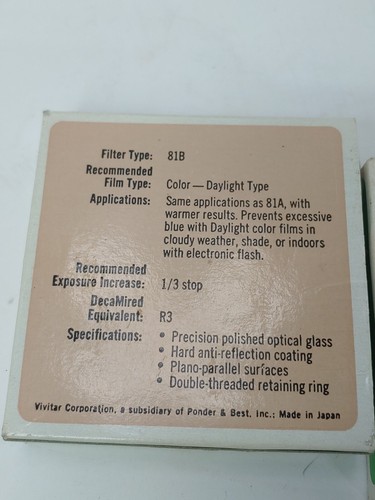 Filter Type: 81B
Recommended
Film Type: Color — Daylight Type
Applications: Same applications as 81A, with
warmer results. Prevents excessive
blue with Daylight color films in
cloudy weather, shade, or indoors
with electronic flash.
Recommended
Exposure Increase: 1/3 stop
DecaMired
Equivalent: R3
Specifications: • Precision polished optical glass
• Hard anti-reflection coating
• Plano-parallel surfaces
• Double-threaded retaining ring
Vivitar Corporation, a subsidiary of Ponder & Best, Inc.; Made in Japan